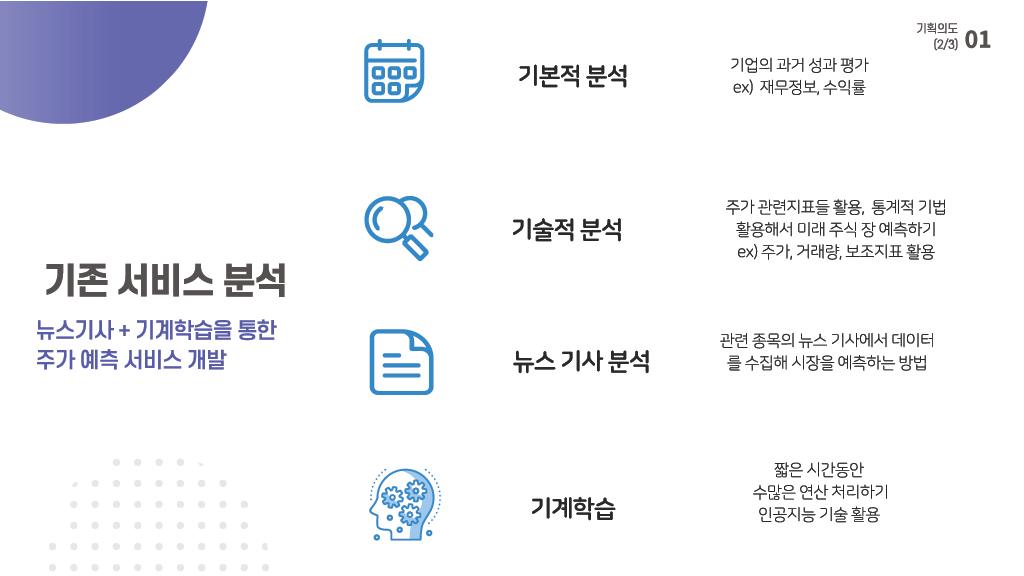 기획의도
(2/3) 01
기본적 분석
기업의 과거 성과 평가
ex) 재무정보, 수익률
기술적 분석
주가 관련지표들 활용, 통계적 기법
활용해서 미래 주식 장 예측하기
ex) 주가, 거래량, 보조지표 활용
기존 서비스 분석
뉴스기사 + 기계학습을 통한
주가 예측 서비스 개발
뉴스 기사 분석
관련 종목의 뉴스 기사에서 데이터
를 수집해 시장을 예측하는 방법
기계학습
짧은 시간동안
수많은 연산 처리하기
인공지능 기술 활용